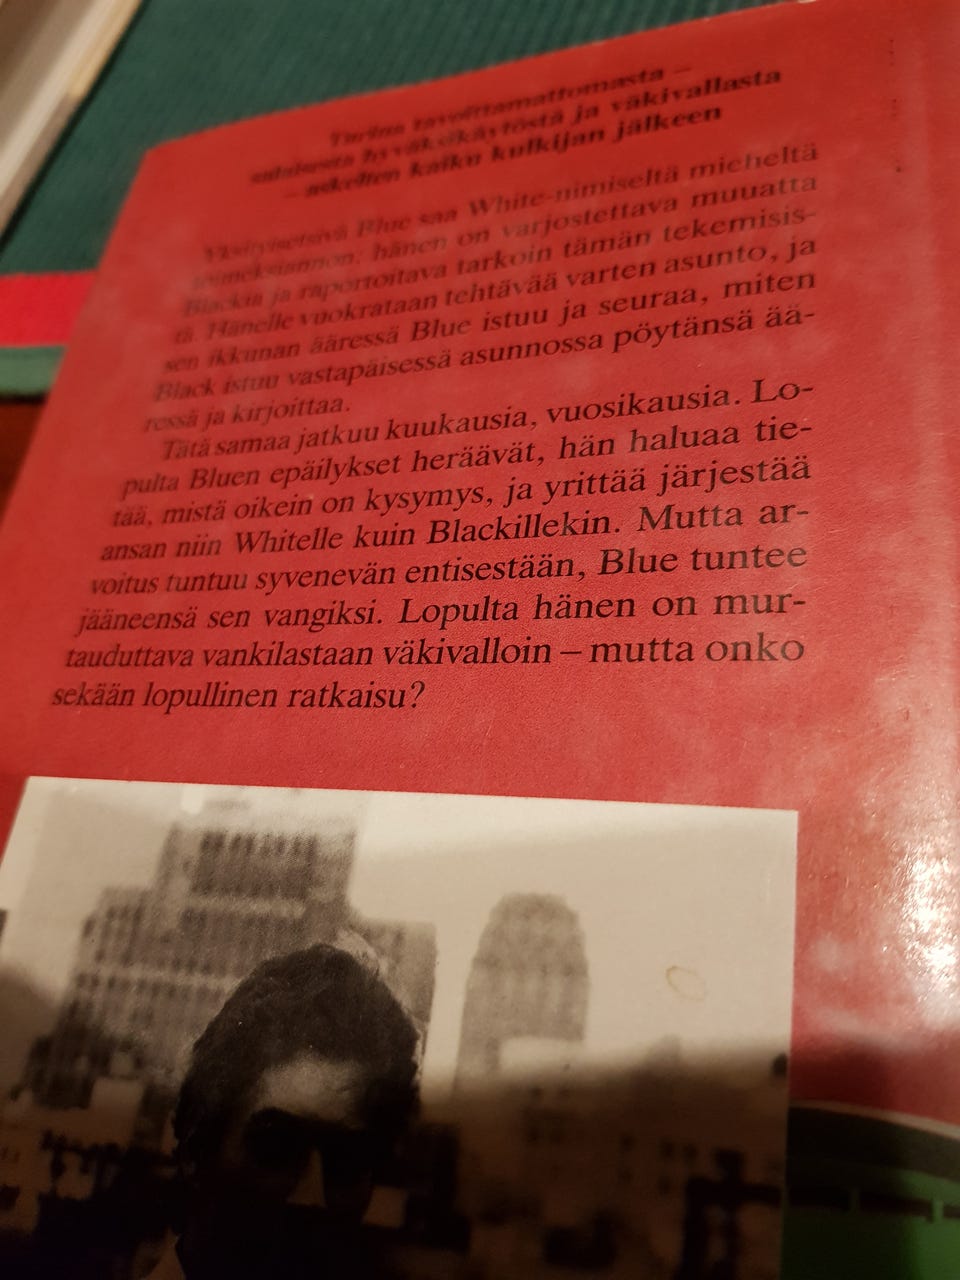 Tarina tavoittamattomasta –
salaisesta hyväksikäytöstä ja väkivallasta
– askelten kaiku kulkijan jälkeen
Yksityisetsivä Blue saa White-nimiseltä mieheltä
toimeksiannon: hänen on varjostettava muuatta
Blackia ja raportoitava tarkoin tämän tekemisis-
tä. Hänelle vuokrataan tehtävää varten asunto, ja
sen ikkunan ääressä Blue istuu ja seuraa, miten
Black istuu vastapäisessä asunnossa pöytänsä ää-
ressä ja kirjoittaa.
Tätä samaa jatkuu kuukausia, vuosikausia. Lo-
pulta Bluen epäilykset heräävät, hän haluaa tie-
tää, mistä oikein on kysymys, ja yrittää järjestää
ansan niin Whitelle kuin Blackillekin. Mutta ar-
voitus tuntuu syvenevän entisestään, Blue tuntee
jääneensä sen vangiksi. Lopulta hänen on mur-
tauduttava vankilastaan väkivalloin – mutta onko
sekään lopullinen ratkaisu?